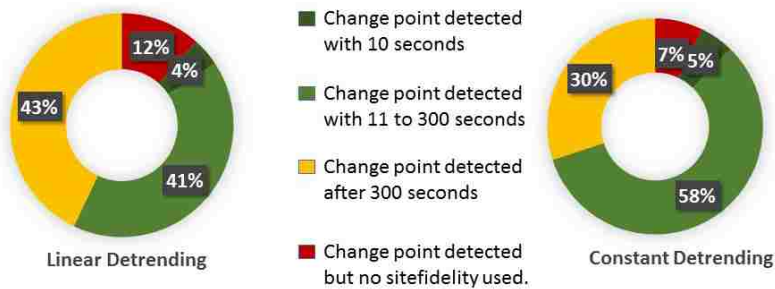 12%
4%
43%
41%
Linear Detrending
Change point detected
with 10 seconds
Change point detected
with 11 to 300 seconds
Change point detected
after 300 seconds
Change point detected
but no sitefidelity used.
7%
5%
30%
58%
Constant Detrending